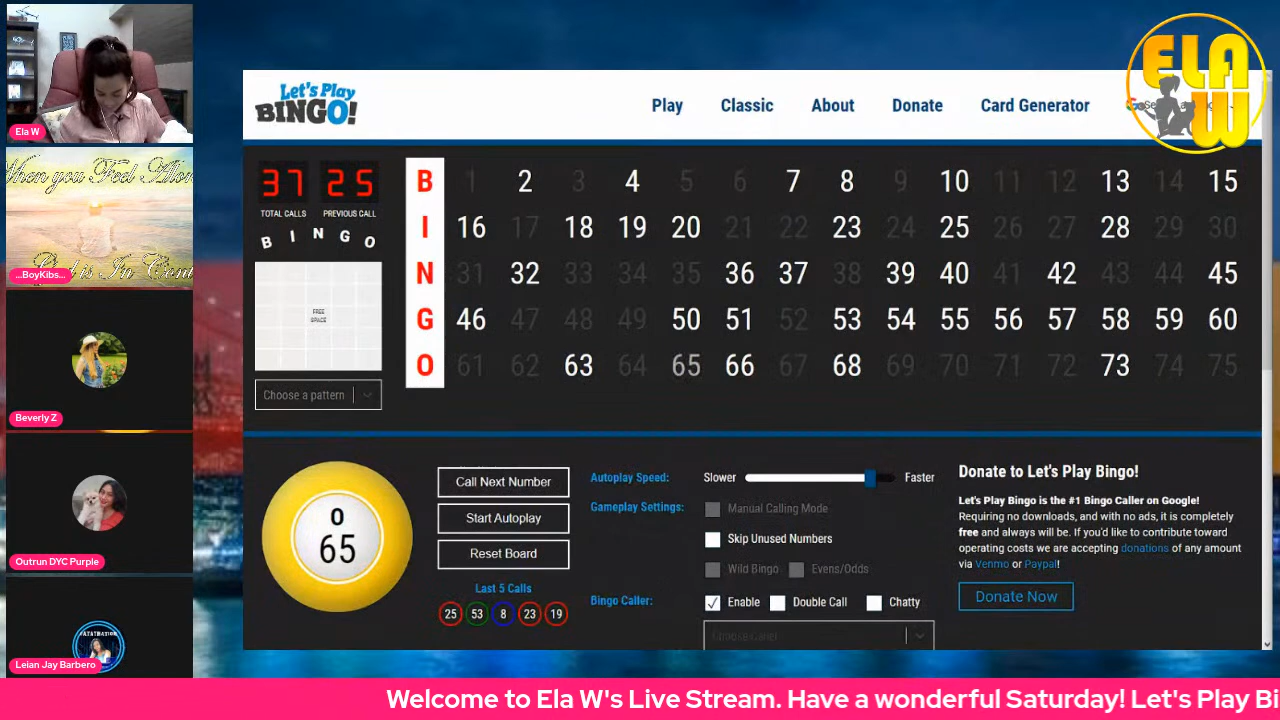 Ela W
When you Feel Alone
God is In Cont
...BoyKibs...
Beverly Z
Outrun DYC Purple
Leian Jay Barbero
ELA
W
Let's Play
BINGO!
Play
Classic
About
Donate
Card Generator
37 25
TOTAL CALLS PREVIOUS CALL
B I N G O
FREE
SPACE
Choose a pattern
B 1 2 3 4 5 6 7 8 9 10 11 12 13 14 15
I 16 17 18 19 20 21 22 23 24 25 26 27 28 29 30
N 31 32 33 34 35 36 37 38 39 40 41 42 43 44 45
G 46 47 48 49 50 51 52 53 54 55 56 57 58 59 60
O 61 62 63 64 65 66 67 68 69 70 71 72 73 74 75
O
65
Call Next Number
Start Autoplay
Reset Board
Last 5 Calls
25 53 8 23 19
Autoplay Speed: Slower Faster
Gameplay Settings: Manual Calling Mode
Skip Unused Numbers
Wild Bingo Evens/Odds
Bingo Caller: Enable Double Call Chatty
Donate to Let's Play Bingo!
Let's Play Bingo is the #1 Bingo Caller on Google!
Requiring no downloads, and with no ads, it is completely
free and always will be. If you'd like to contribute toward
operating costs we are accepting donations of any amount
via Venmo or Paypal!
Donate Now
Welcome to Ela W's Live Stream. Have a wonderful Saturday! Let's Play Bi